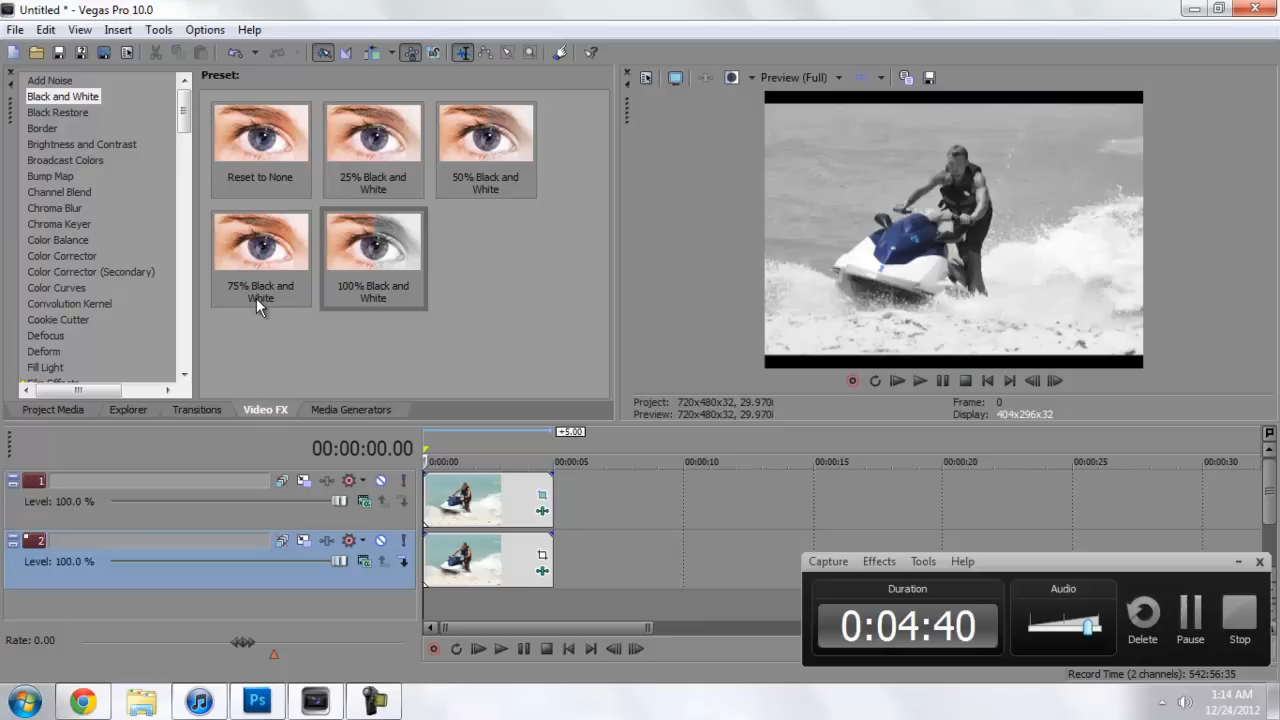 Untitled * - Vegas Pro 10.0
File Edit View Insert Tools Options Help
Add Noise
Black and White
Black Restore
Border
Brightness and Contrast
Broadcast Colors
Bump Map
Channel Blend
Chroma Blur
Chroma Keyer
Color Balance
Color Corrector
Color Corrector (Secondary)
Color Curves
Convolution Kernel
Cookie Cutter
Defocus
Deform
Fill Light
Film Effects
Preset:
Reset to None
25% Black and
White
50% Black and
White
75% Black and
White
100% Black and
White
Project Media Explorer Transitions Video FX Media Generators
Preview (Full)
Project: 720x480x32, 29.970i
Preview: 720x480x32, 29.970i
Frame: 0
Display: 404x296x32
00:00:00.00
+5.00
0:00:00 00:00:05 00:00:10 00:00:15 00:00:20 00:00:25 00:00:30
1
Level: 100.0 %
2
Level: 100.0 %
Rate: 0.00
Capture Effects Tools Help
Duration
0:04:40
Audio
Delete
Pause
Stop
Record Time (2 channels): 542:56:35
Ps
1:14 AM
12/24/2012